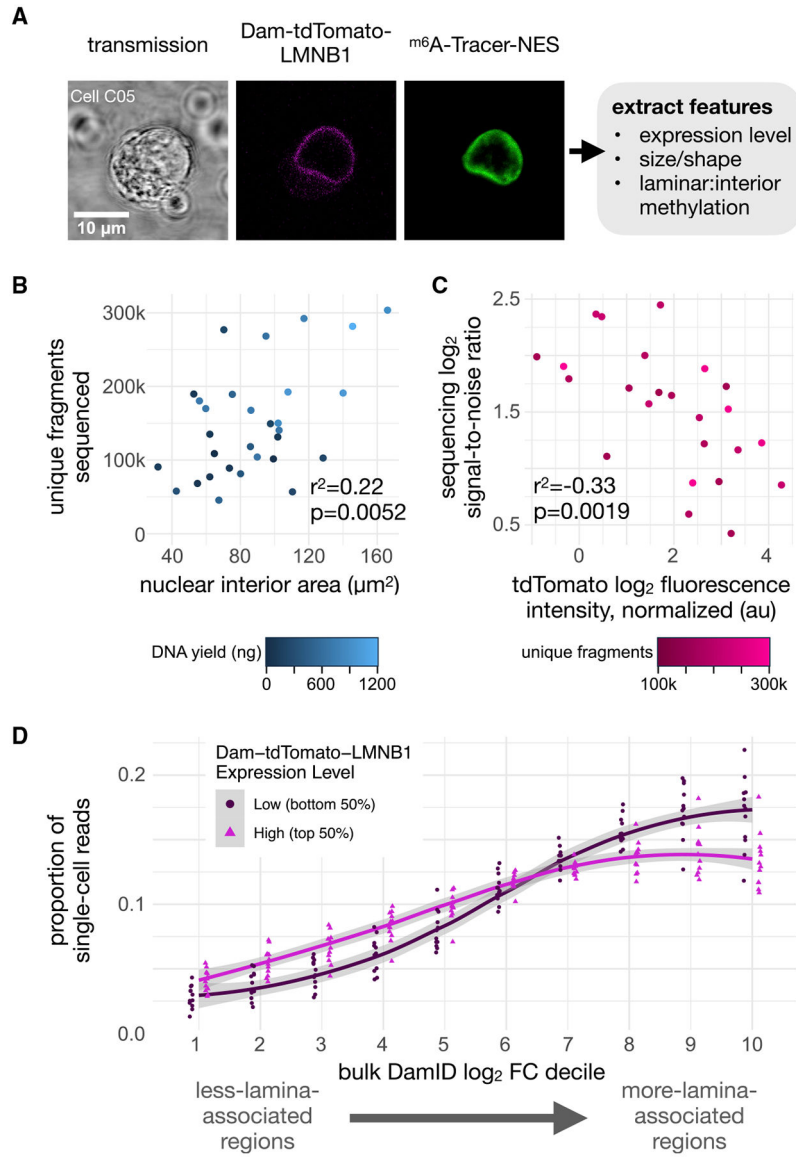 A
transmission
Dam-tdTomato-
LMNB1
m6A-Tracer-NES
Cell C05
10 µm
extract features
• expression level
• size/shape
• laminar:interior
methylation
B
unique fragments
sequenced
300k
200k
100k
0
r²=0.22
p=0.0052
40
80
120
160
nuclear interior area (µm²)
DNA yield (ng)
0
600
1200
C
sequencing log₂
signal-to-noise ratio
2.5
1.5
0.5
r²=-0.33
p=0.0019
0
2
4
tdTomato log₂ fluorescence
intensity, normalized (au)
unique fragments
100k
300k
D
Dam–tdTomato–LMNB1
Expression Level
Low (bottom 50%)
High (top 50%)
proportion of
single-cell reads
0.2
0.1
0.0
1
2
3
4
5
6
7
8
9
10
bulk DamID log₂ FC decile
less-lamina-
associated
regions
more-lamina-
associated
regions